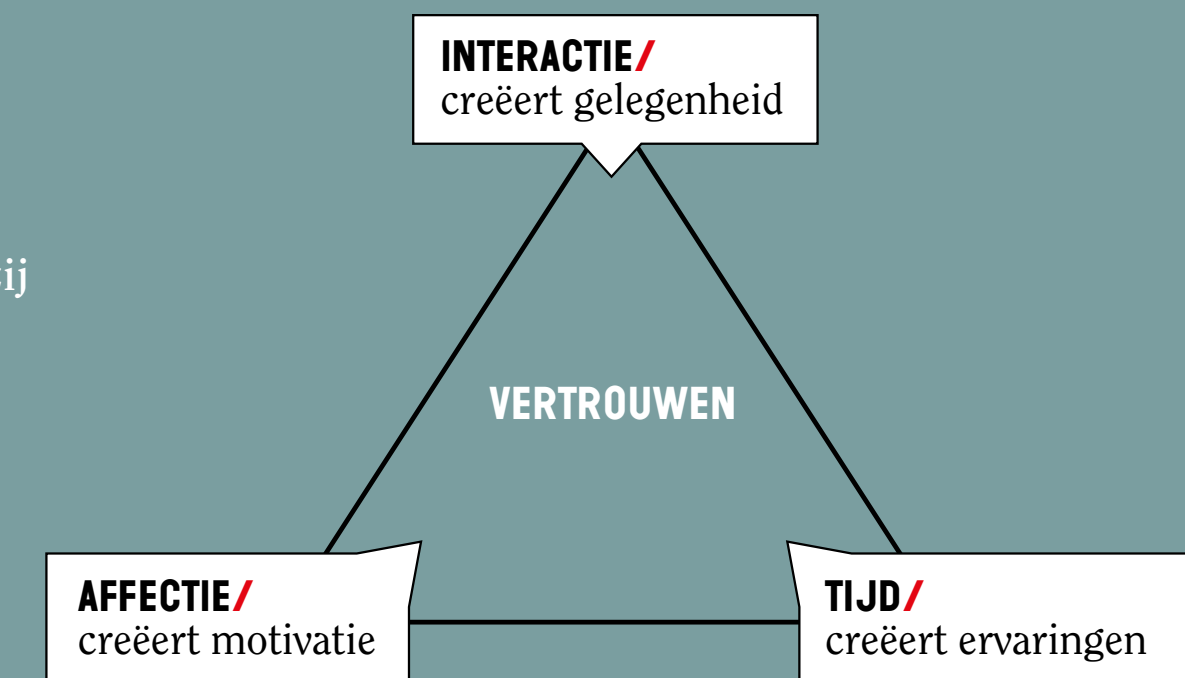 INTERACTIE/
creëert gelegenheid
VERTROUWEN
AFFECTIE/
creëert motivatie
TIJD/
creëert ervaringen